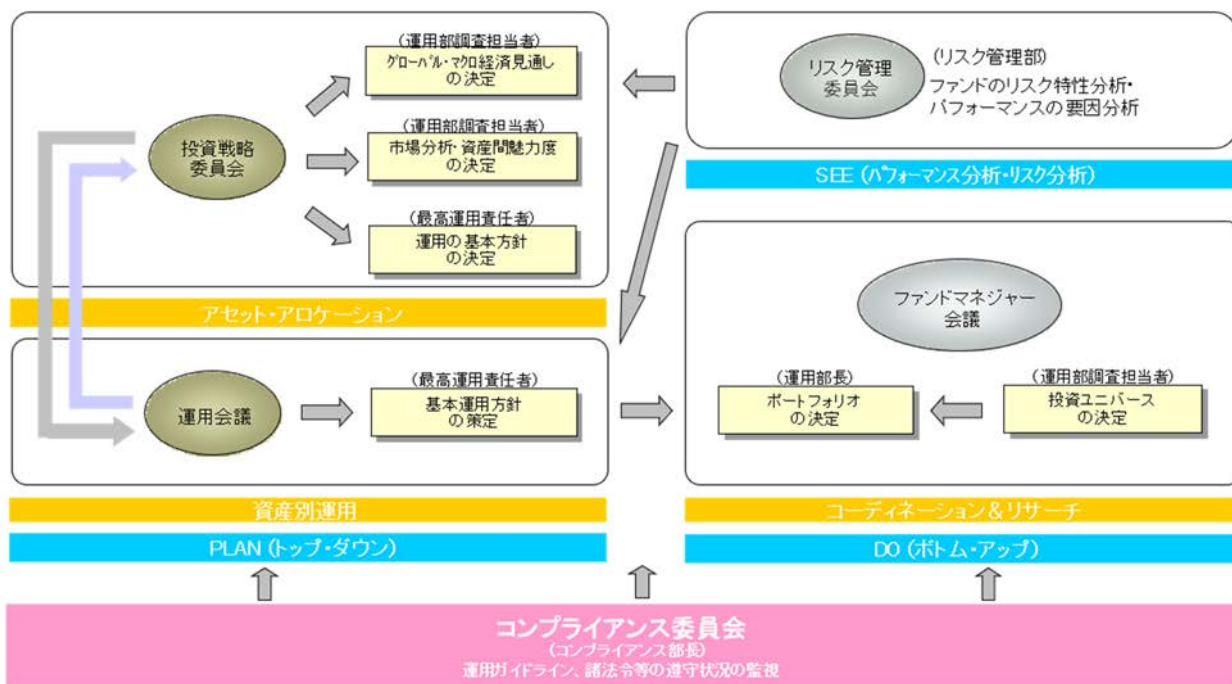 (運用部調査担当者)
グローバル・マクロ経済見通し
の決定
投資戦略
委員会
(運用部調査担当者)
市場分析・資産間魅力度
の決定
(最高運用責任者)
運用の基本方針
の決定
アセット・アロケーション
リスク管理
委員会
(リスク管理部)
ファンドのリスク特性分析・
パフォーマンスの要因分析
SEE (パフォーマンス分析・リスク分析)
運用会議
(最高運用責任者)
基本運用方針
の策定
資産別運用
PLAN (トップ・ダウン)
ファンドマネジャー
会議
(運用部長)
ポートフォリオ
の決定
(運用部調査担当者)
投資ユニバース
の決定
コーディネーション&リサーチ
DO (ボトム・アップ)
コンプライアンス委員会
(コンプライアンス部長)
運用ガイドライン、諸法令等の遵守状況の監視